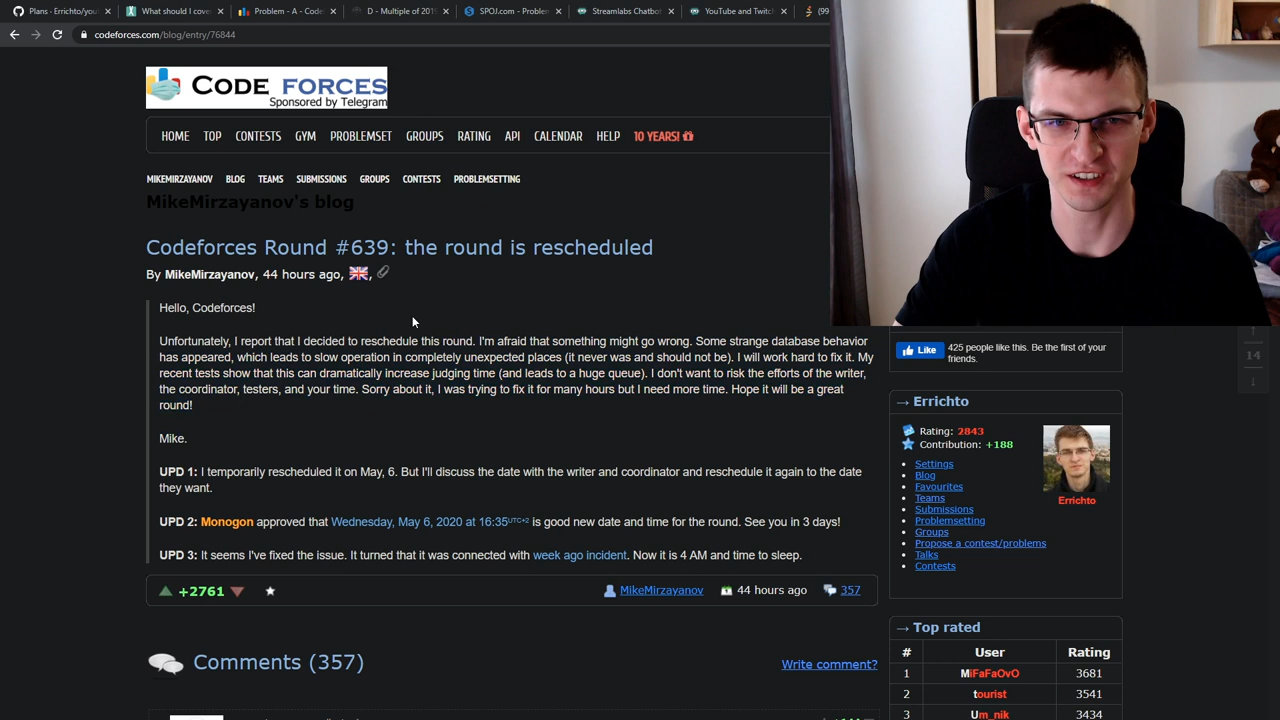 Plans · Errichto/you
What should I cove
Problem - A - Code
D - Multiple of 2019
SPOJ.com - Problem
Streamlabs Chatbot
YouTube and Twitch
(99
codeforces.com/blog/entry/76844
CODE FORCES
Sponsored by Telegram
HOME TOP CONTESTS GYM PROBLEMSET GROUPS RATING API CALENDAR HELP 10 YEARS!
MIKEMIRZAYANOV BLOG TEAMS SUBMISSIONS GROUPS CONTESTS PROBLEMSETTING
MikeMirzayanov's blog
Codeforces Round #639: the round is rescheduled
By MikeMirzayanov, 44 hours ago,
Hello, Codeforces!
Unfortunately, I report that I decided to reschedule this round. I'm afraid that something might go wrong. Some strange database behavior
has appeared, which leads to slow operation in completely unexpected places (it never was and should not be). I will work hard to fix it. My
recent tests show that this can dramatically increase judging time (and leads to a huge queue). I don't want to risk the efforts of the writer,
the coordinator, testers, and your time. Sorry about it, I was trying to fix it for many hours but I need more time. Hope it will be a great
round!
Mike.
UPD 1: I temporarily rescheduled it on May, 6. But I'll discuss the date with the writer and coordinator and reschedule it again to the date
they want.
UPD 2: Monogon approved that Wednesday, May 6, 2020 at 16:35UTC+2 is good new date and time for the round. See you in 3 days!
UPD 3: It seems I've fixed the issue. It turned that it was connected with week ago incident. Now it is 4 AM and time to sleep.
+2761
MikeMirzayanov 44 hours ago 357
Comments (357)
Write comment?
Like 425 people like this. Be the first of your
friends.
14
→ Errichto
Rating: 2843
Contribution: +188
Settings
Blog
Favourites
Teams
Submissions
Problemsetting
Groups
Propose a contest/problems
Talks
Contests
Errichto
→ Top rated
# User Rating
1 MiFaFaOvO 3681
2 tourist 3541
3 Um_nik 3434